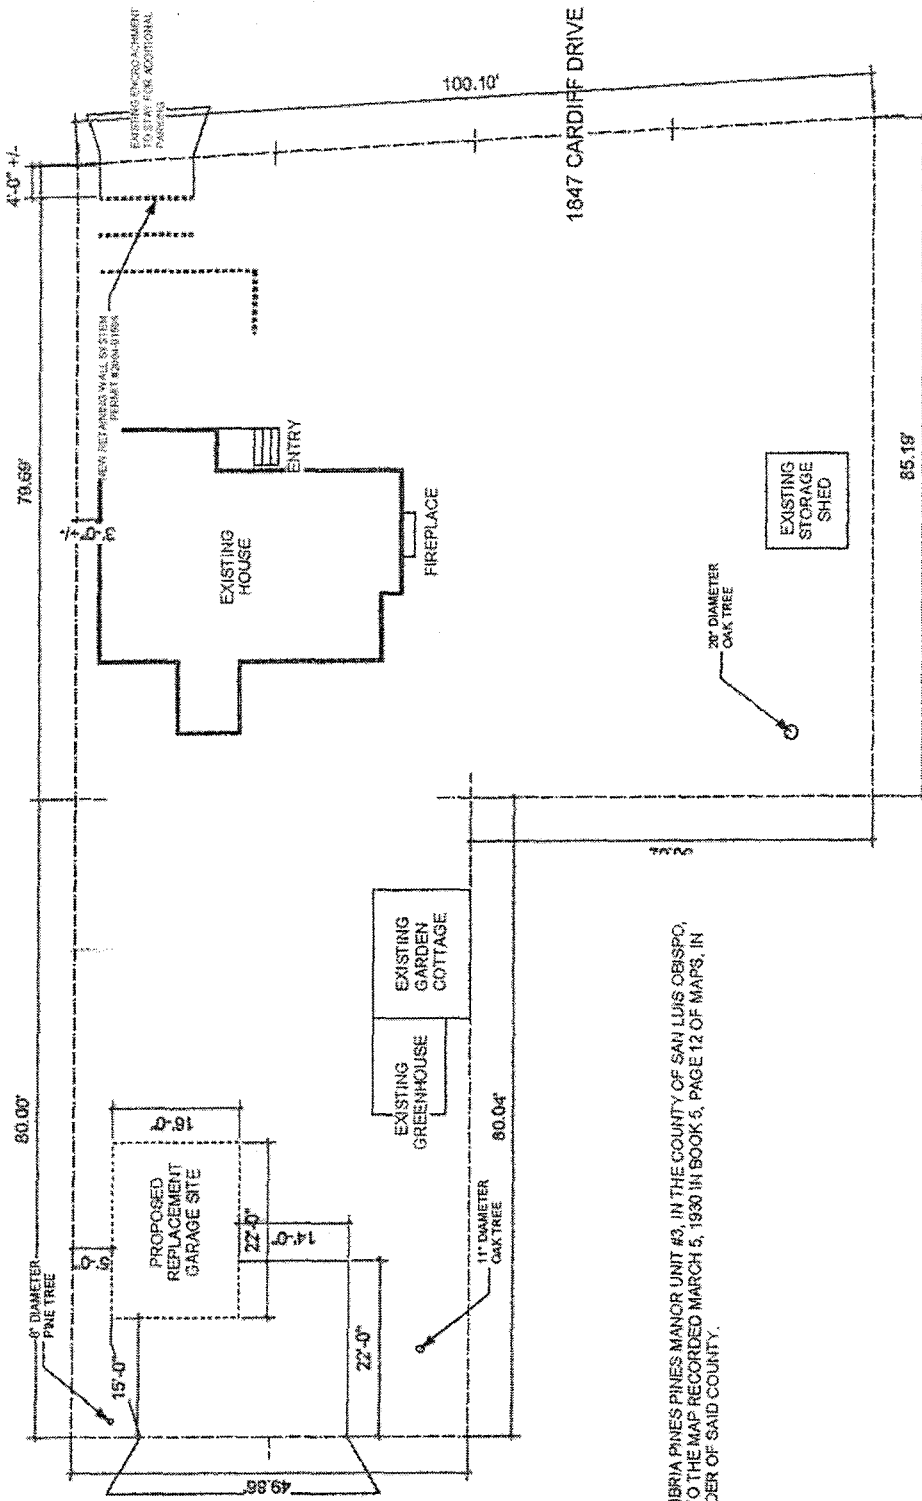 EXISTING ENCROACHMENT
TO STAY FOR ADDITIONAL
PARKING
4'-0" +/-
100.10'
1847 CARDIFF DRIVE
NEW RETAINING WALL SYSTEM
79.69'
3'-0" +/-
EXISTING
HOUSE
ENTRY
FIREPLACE
EXISTING
STORAGE
SHED
85.19'
20" DIAMETER
OAK TREE
80.00'
EXISTING
GARDEN
COTTAGE
EXISTING
GREENHOUSE
80.04'
16'-0"
PROPOSED
REPLACEMENT
GARAGE SITE
22'-0"
14'-0"
5'-0"
DIAMETER
PINE TREE
11" DIAMETER
OAK TREE
15'-0"
22'-0"
49.86'
IBRIA PINES PINES MANOR UNIT #3, IN THE COUNTY OF SAN LUIS OBISPO,
O THE MAP RECORDED MARCH 5, 1930 IN BOOK 5, PAGE 12 OF MAPS, IN
DER OF SAID COUNTY.